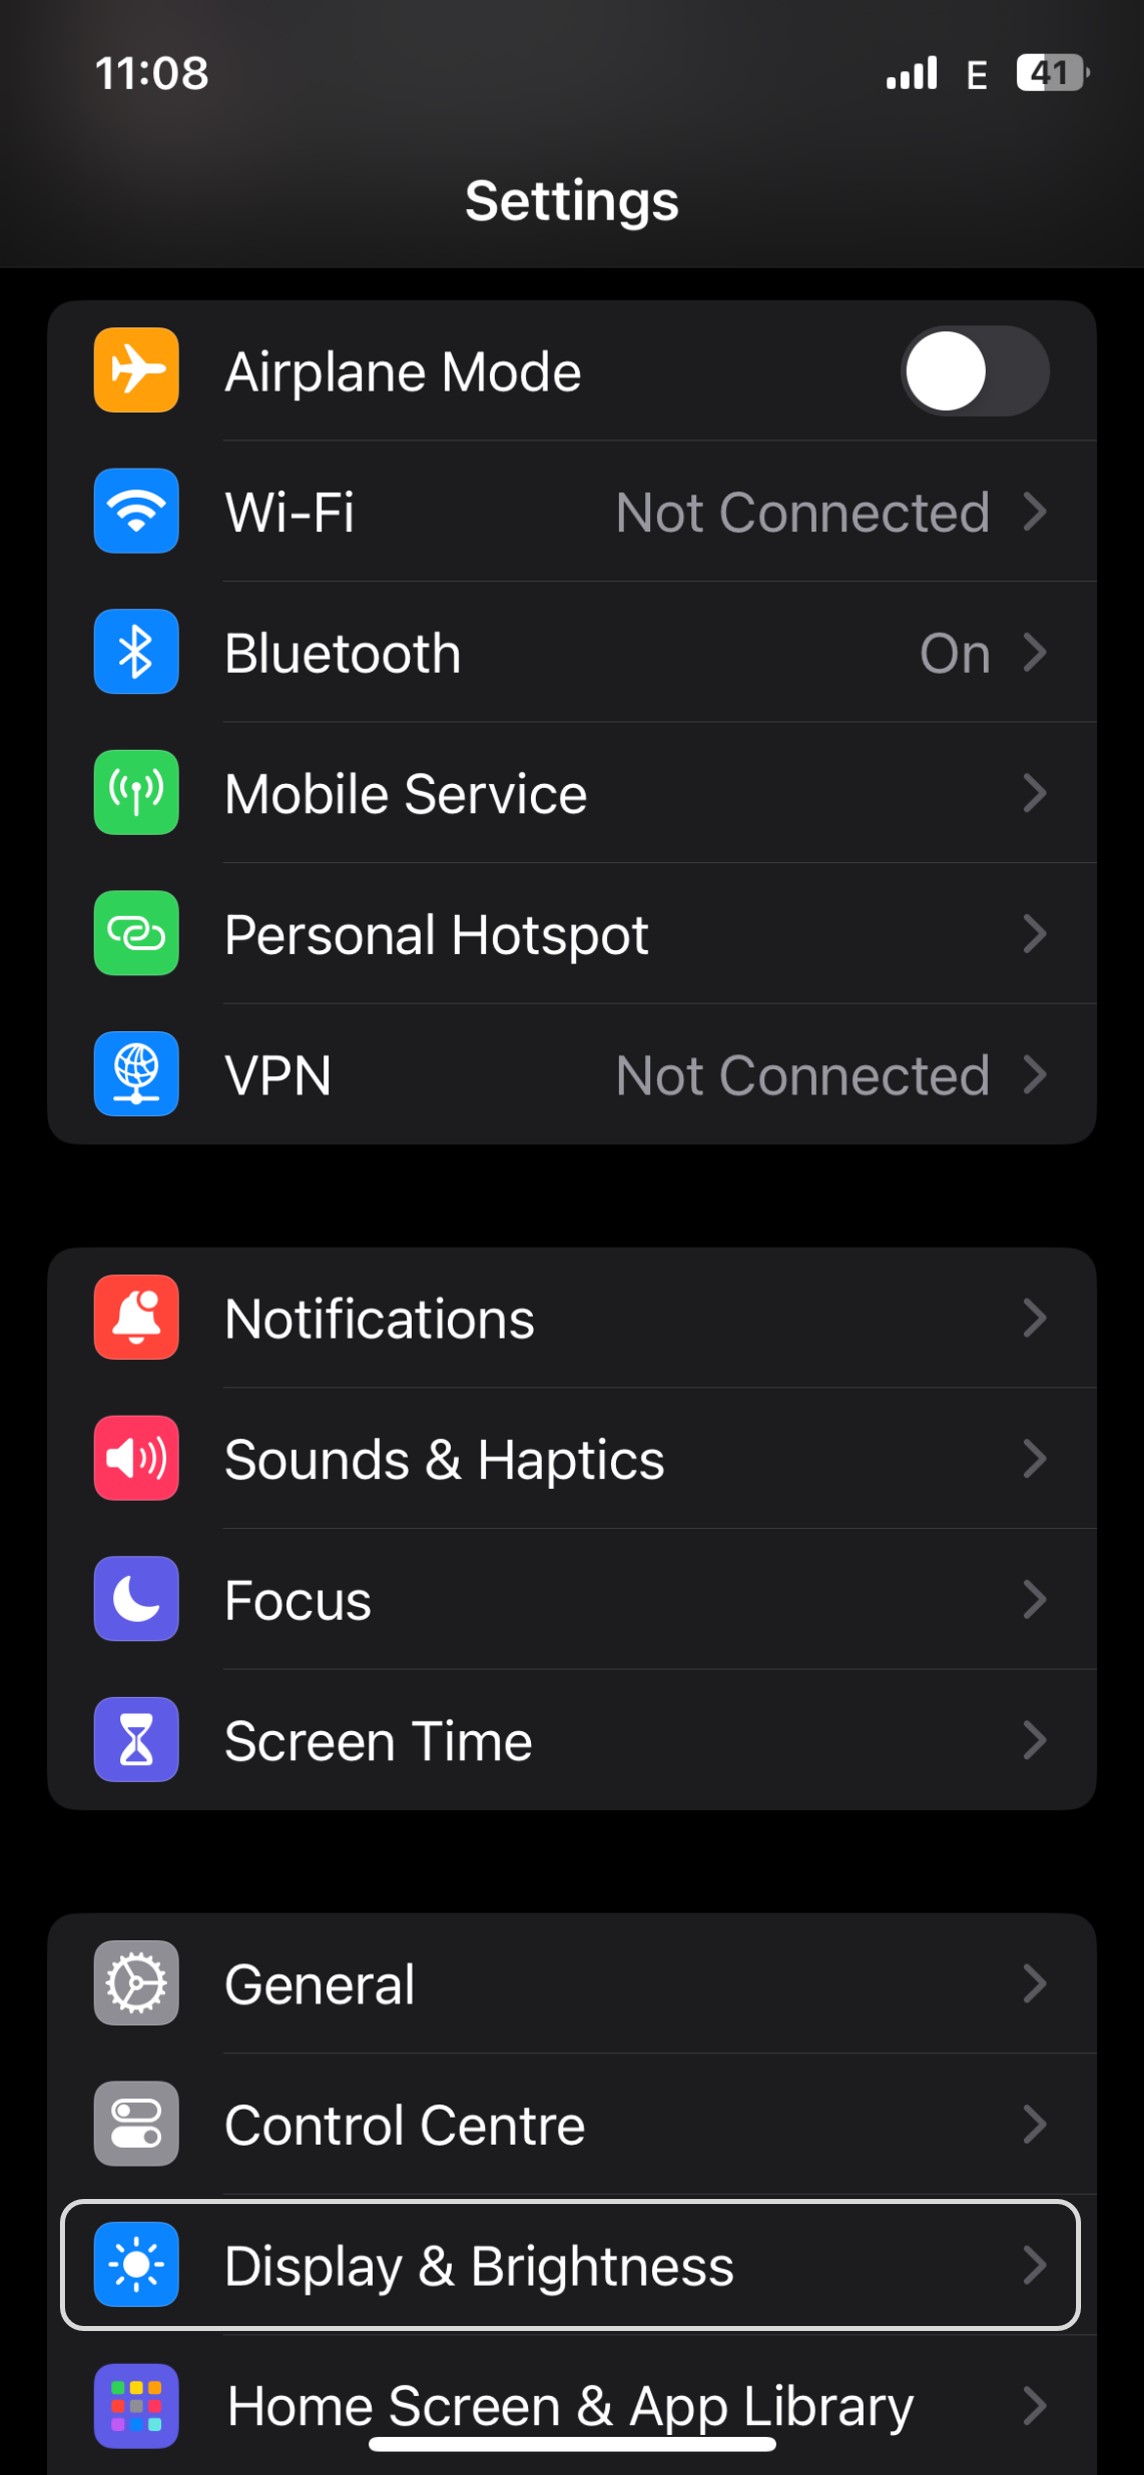 11:08 E 41
Settings
Airplane Mode
Wi-Fi Not Connected
Bluetooth On
Mobile Service
Personal Hotspot
VPN Not Connected
Notifications
Sounds & Haptics
Focus
Screen Time
General
Control Centre
Display & Brightness
Home Screen & App Library